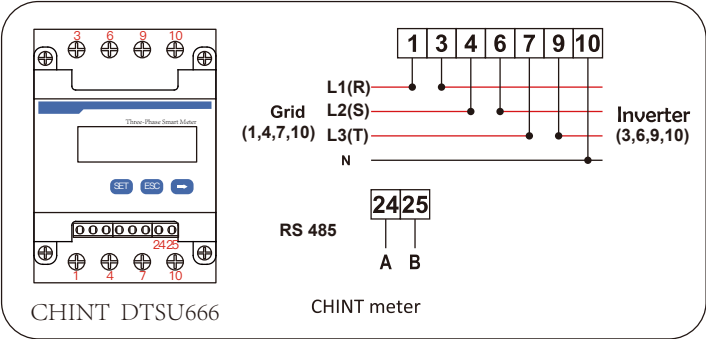 3 6 9 10
Three-Phase Smart Meter
SET ESC
24 25
1 4 7 10
CHINT DTSU666
1 3 4 6 7 9 10
L1(R)
Grid
L2(S)
Inverter
(1,4,7,10)
L3(T)
(3,6,9,10)
N
24 25
RS 485
A B
CHINT meter